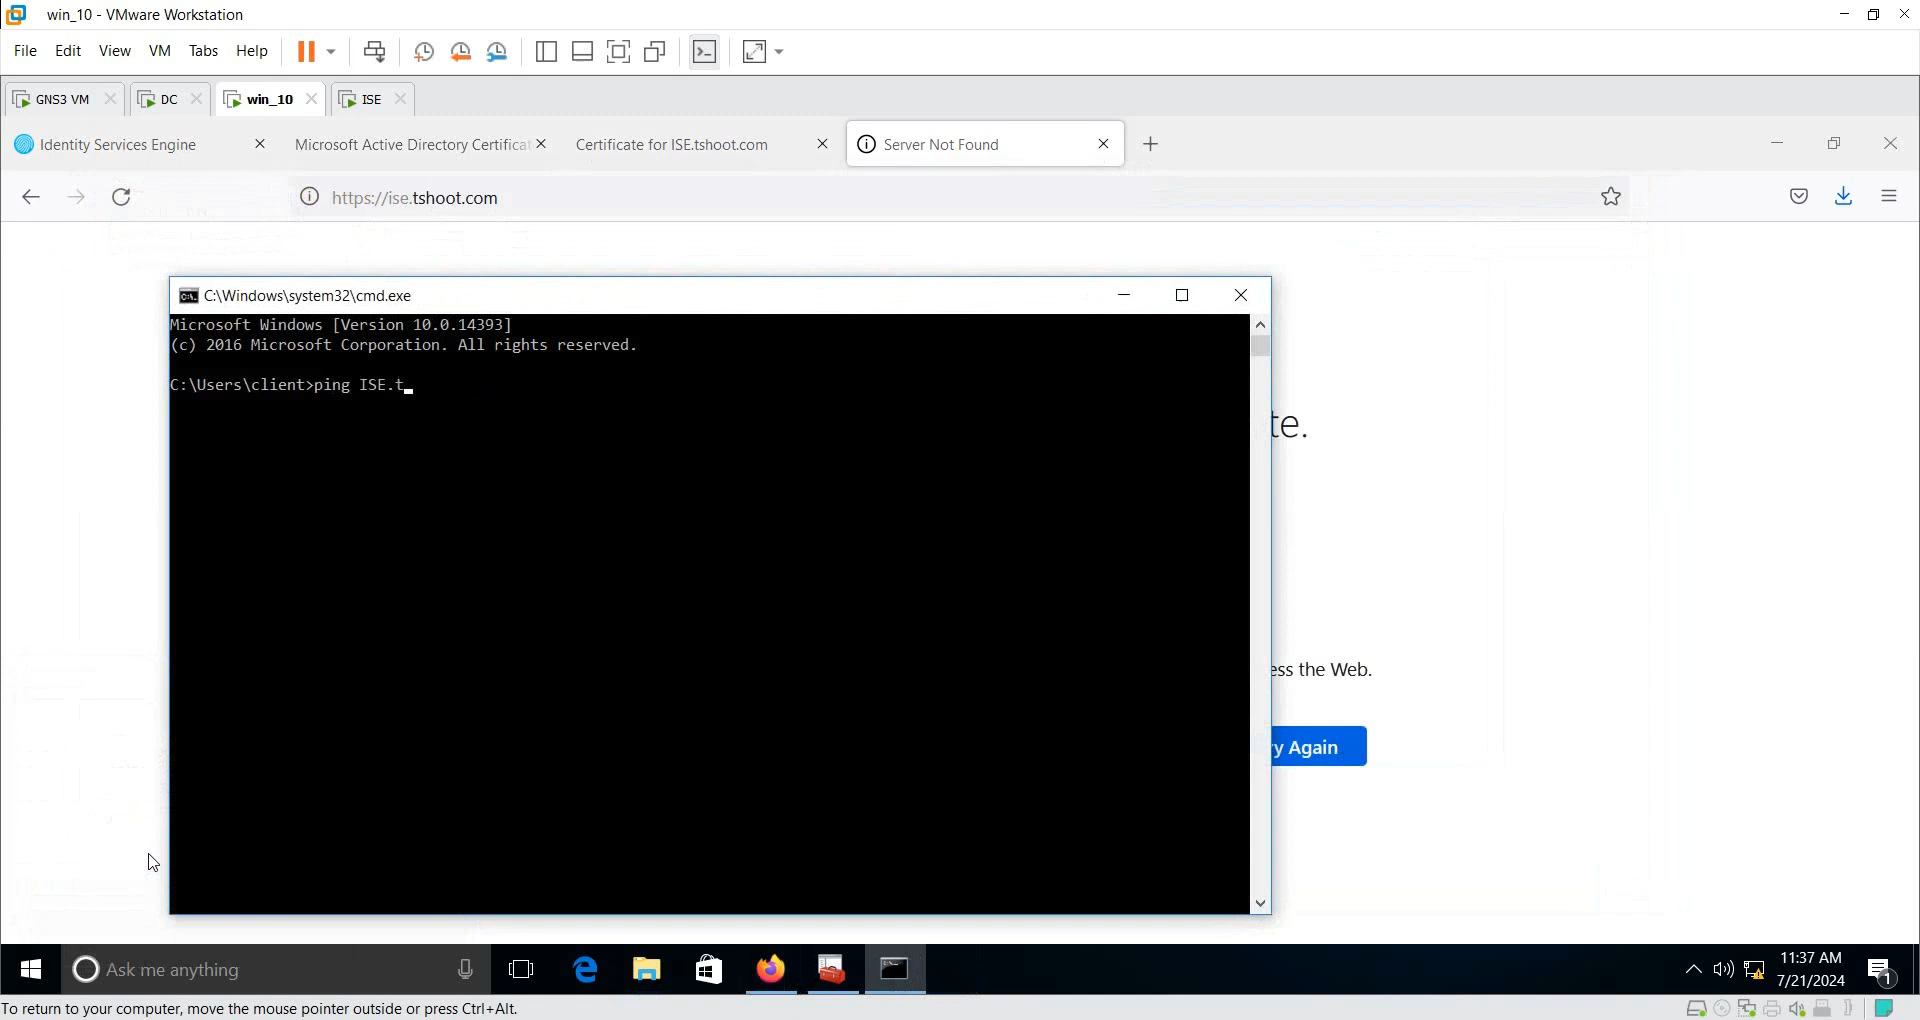 win_10 - VMware Workstation
File Edit View VM Tabs Help
GNS3 VM DC win_10 ISE
Identity Services Engine Microsoft Active Directory Certificat Certificate for ISE.tshoot.com Server Not Found
https://ise.tshoot.com
C:\Windows\system32\cmd.exe
Microsoft Windows [Version 10.0.14393]
(c) 2016 Microsoft Corporation. All rights reserved.
C:\Users\client>ping ISE.t_
te.
ess the Web.
ry Again
Ask me anything
11:37 AM
7/21/2024
1
To return to your computer, move the mouse pointer outside or press Ctrl+Alt.